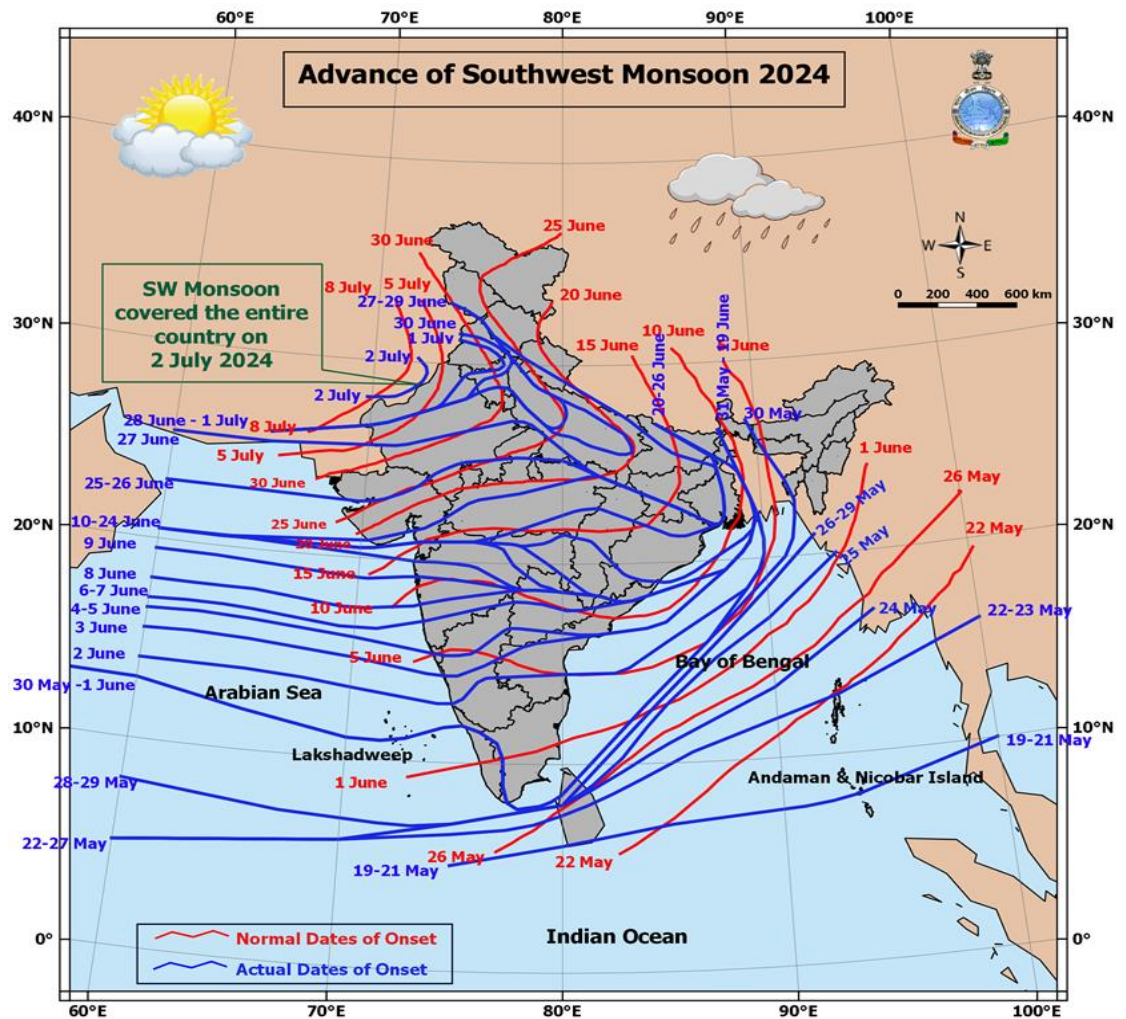 60°E
70°E
80°E
90°E
100°E
Advance of Southwest Monsoon 2024
40°N
40°N
N
W
E
S
0
200
400
600 km
25 June
30 June
8 July
5 July
27-29 June
20 June
SW Monsoon
covered the entire
country on
2 July 2024
30°N
30°N
30 June
1 July
10 June
15 June
20-26 June
31 May - 19 June
2 July
2 July
30 May
28 June - 1 July
8 July
27 June
5 July
1 June
25-26 June
30 June
26 May
10-24 June
25 June
20°N
20°N
22 May
26-29 May
25 May
9 June
8 June
15 June
6-7 June
4-5 June
10 June
24 May
22-23 May
3 June
2 June
5 June
Bay of Bengal
30 May -1 June
Arabian Sea
10°N
10°N
Lakshadweep
19-21 May
28-29 May
1 June
Andaman & Nicobar Island
22-27 May
26 May
22 May
19-21 May
Normal Dates of Onset
Indian Ocean
0°
0°
Actual Dates of Onset
60°E
70°E
80°E
90°E
100°E